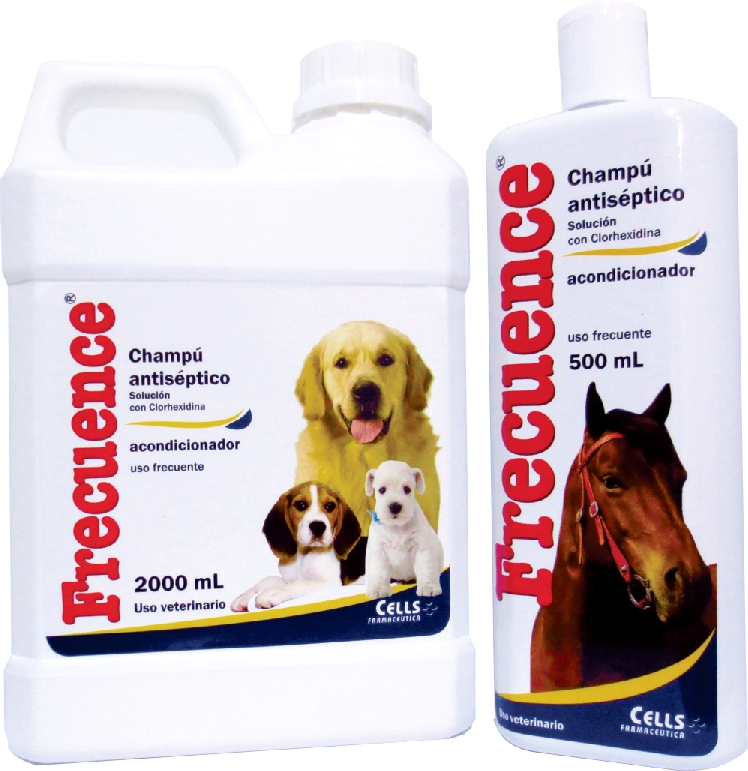 Frecuence®
Champú
antiséptico
Solución
con Clorhexidina
acondicionador
uso frecuente
2000 mL
Uso veterinario
CELLS
FARMACEUTICA
Frecuence®
Champú
antiséptico
Solución
con Clorhexidina
acondicionador
uso frecuente
500 mL
Uso veterinario
CELLS
FARMACEUTICA